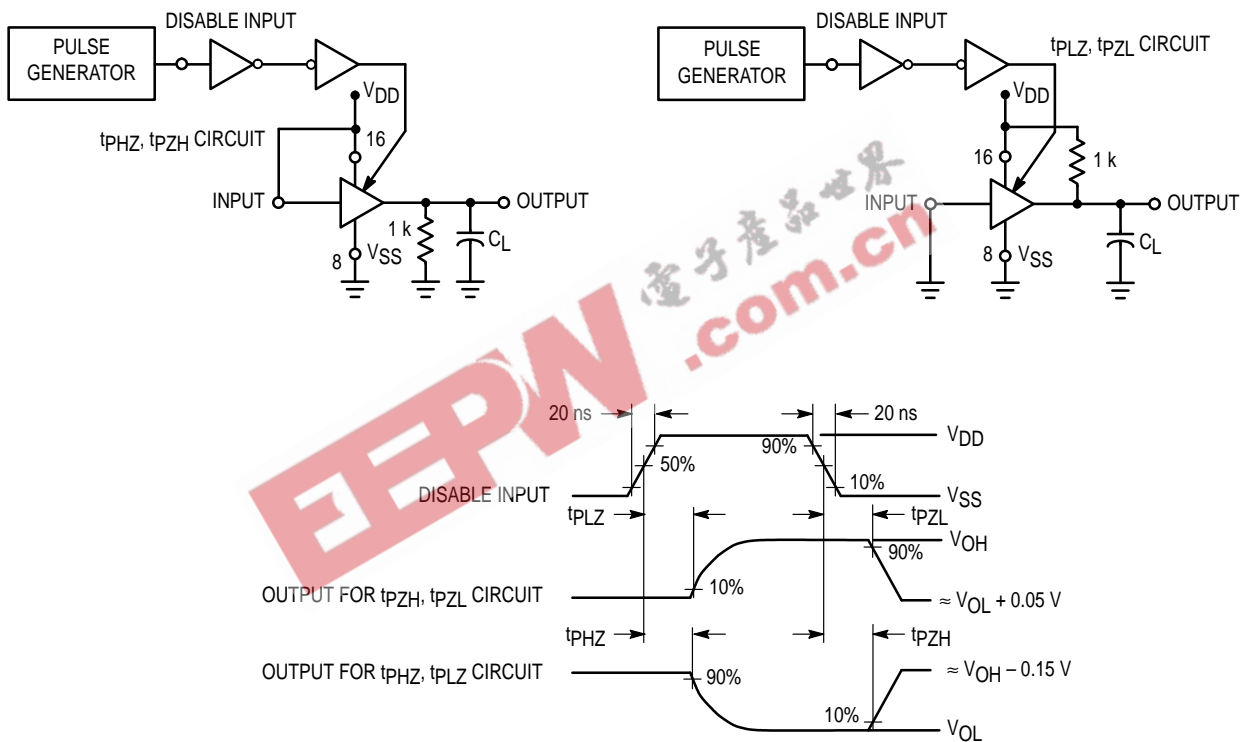 DISABLE INPUT
PULSE
GENERATOR
VDD
tPHZ, tPZH CIRCUIT
16
INPUT
OUTPUT
1 k
CL
8
VSS
DISABLE INPUT
PULSE
GENERATOR
tPLZ, tPZL CIRCUIT
VDD
16
1 k
INPUT
OUTPUT
CL
8
VSS
電子產品世界
.com.cn
EEPW
20 ns
20 ns
VDD
90%
50%
10%
DISABLE INPUT
VSS
tPLZ
tPZL
VOH
90%
10%
OUTPUT FOR tPZH, tPZL CIRCUIT
≈ VOL + 0.05 V
tPHZ
tPZH
OUTPUT FOR tPHZ, tPLZ CIRCUIT
90%
≈ VOH – 0.15 V
10%
VOL